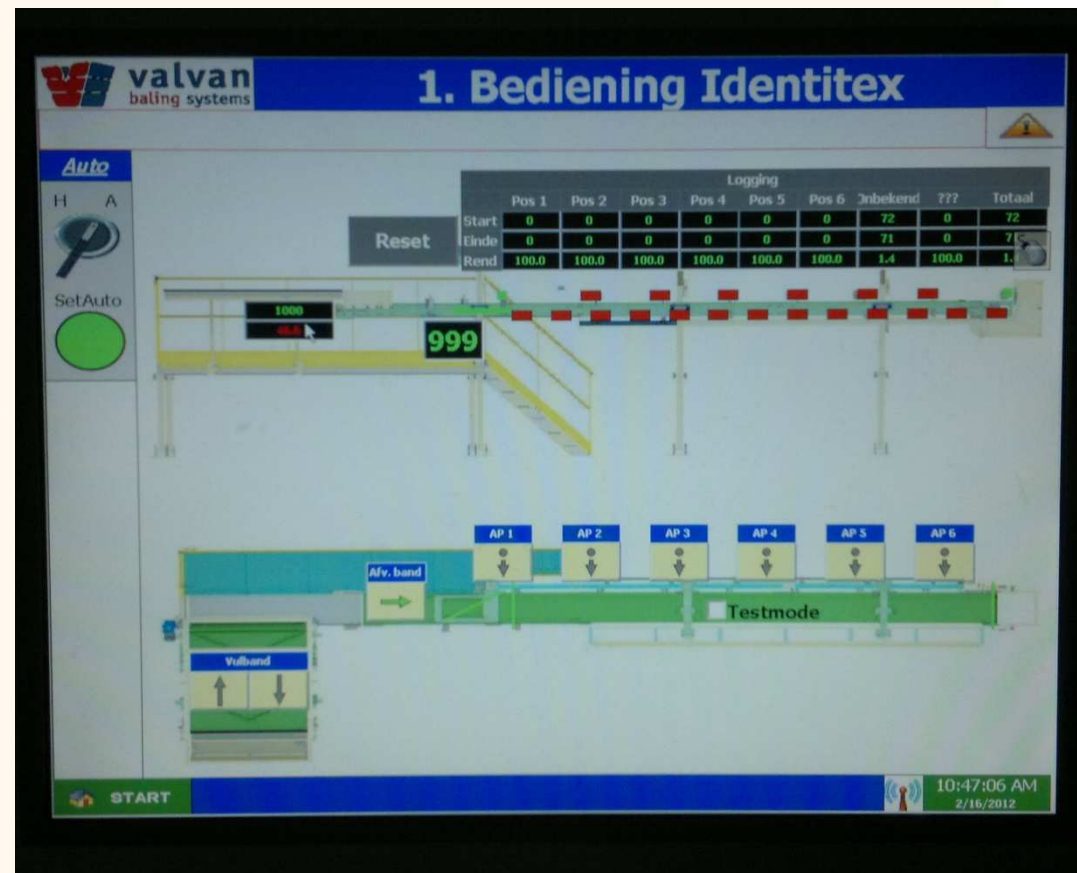 valvan
baling systems
1. Bediening Identitex
Auto
H A
SetAuto
Reset
Logging
Pos 1 Pos 2 Pos 3 Pos 4 Pos 5 Pos 6 Onbekend ??? Totaal
Start 0 0 0 0 0 0 72 0 72
Einde 0 0 0 0 0 0 71 0
Rend 100.0 100.0 100.0 100.0 100.0 100.0 1.4 100.0
1000
999
AP 1 AP 2 AP 3 AP 4 AP 5 AP 6
Afv. band
Testmode
Vulband
START
10:47:06 AM
2/16/2012